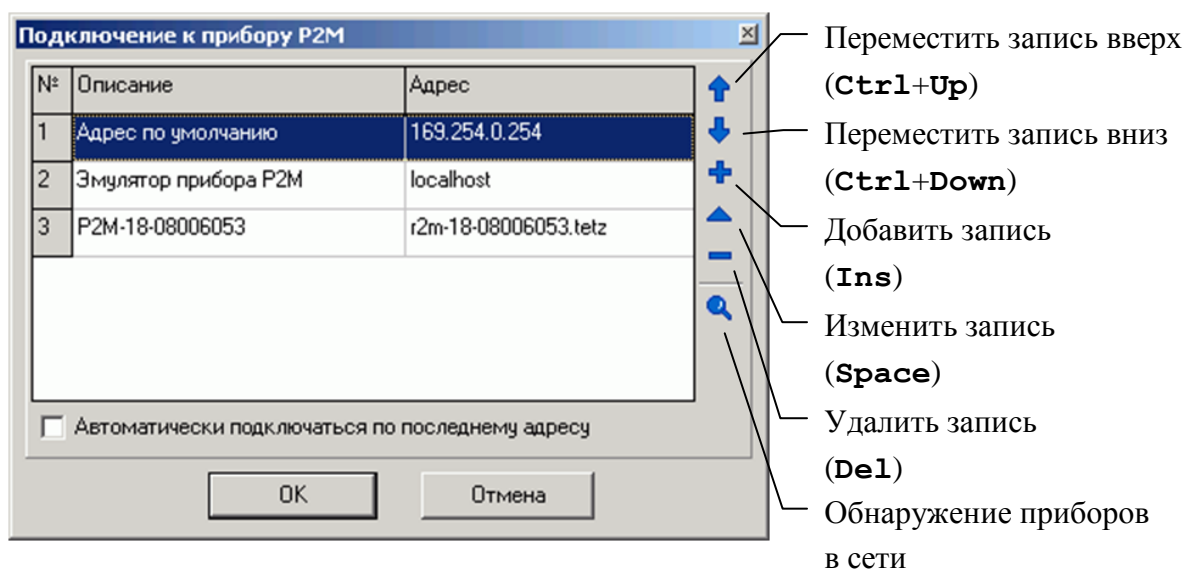 Подключение к прибору Р2М
№ Описание Адрес
1 Адрес по умолчанию 169.254.0.254
2 Эмулятор прибора Р2М localhost
3 Р2М-18-08006053 r2m-18-08006053.tetz
Автоматически подключаться по последнему адресу
OK Отмена
Переместить запись вверх
(Ctrl+Up)
Переместить запись вниз
(Ctrl+Down)
Добавить запись
(Ins)
Изменить запись
(Space)
Удалить запись
(Del)
Обнаружение приборов
в сети